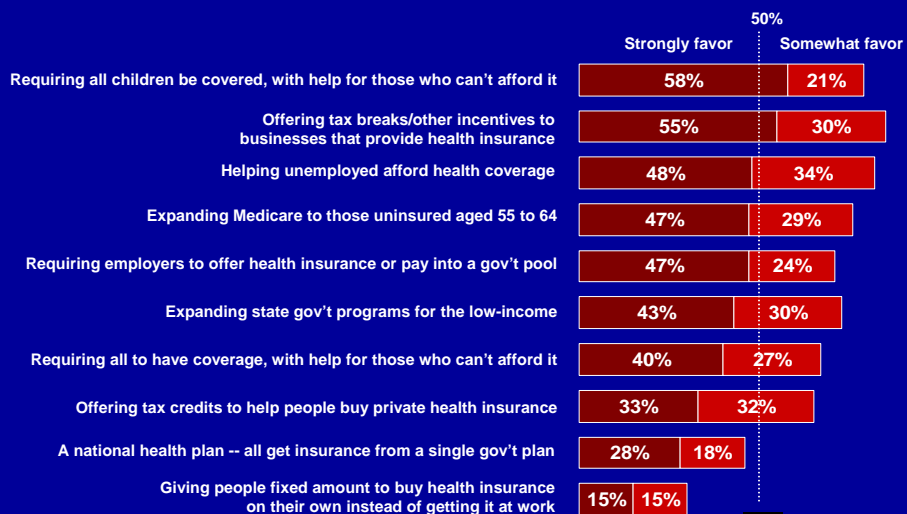 50%
Strongly favor Somewhat favor
Requiring all children be covered, with help for those who can’t afford it 58% 21%
Offering tax breaks/other incentives to
businesses that provide health insurance 55% 30%
Helping unemployed afford health coverage 48% 34%
Expanding Medicare to those uninsured aged 55 to 64 47% 29%
Requiring employers to offer health insurance or pay into a gov’t pool 47% 24%
Expanding state gov’t programs for the low-income 43% 30%
Requiring all to have coverage, with help for those who can’t afford it 40% 27%
Offering tax credits to help people buy private health insurance 33% 32%
A national health plan -- all get insurance from a single gov’t plan 28% 18%
Giving people fixed amount to buy health insurance
on their own instead of getting it at work 15% 15%